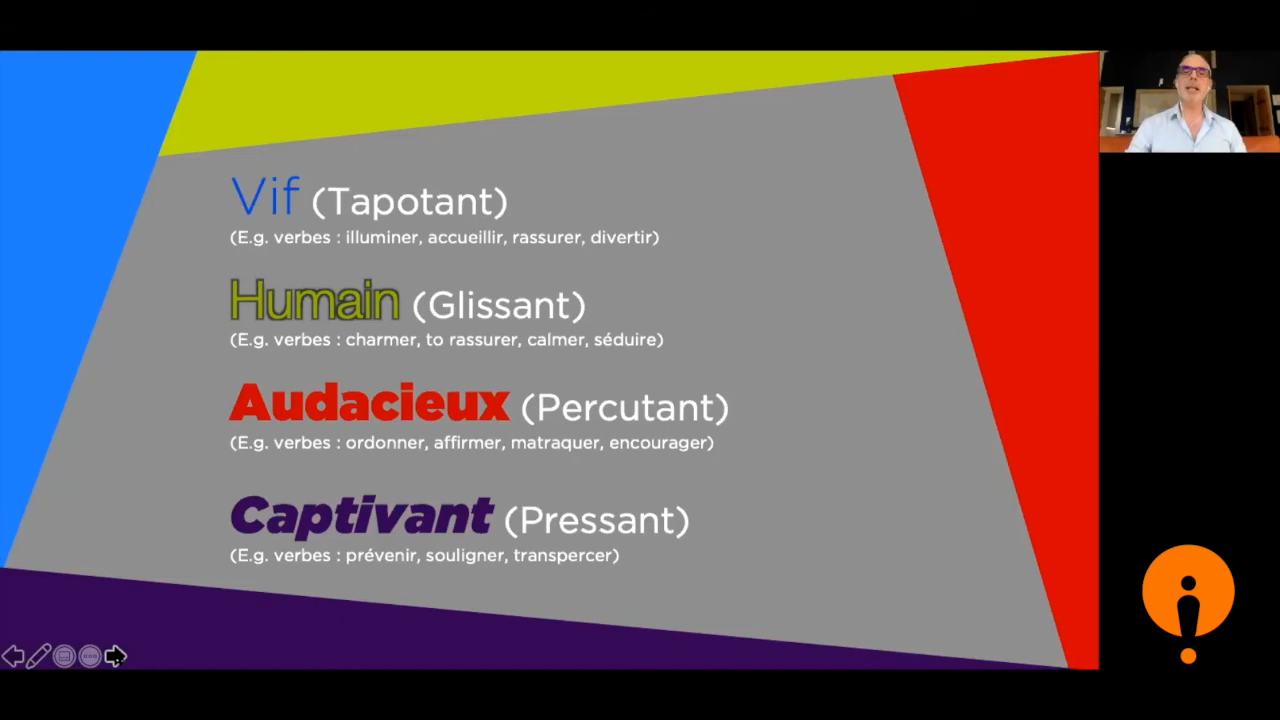 Vif (Tapotant)
(E.g. verbes : illuminer, accueillir, rassurer, divertir)
Humain (Glissant)
(E.g. verbes : charmer, to rassurer, calmer, séduire)
Audacieux (Percutant)
(E.g. verbes : ordonner, affirmer, matraquer, encourager)
Captivant (Pressant)
(E.g. verbes : prévenir, souligner, transpercer)